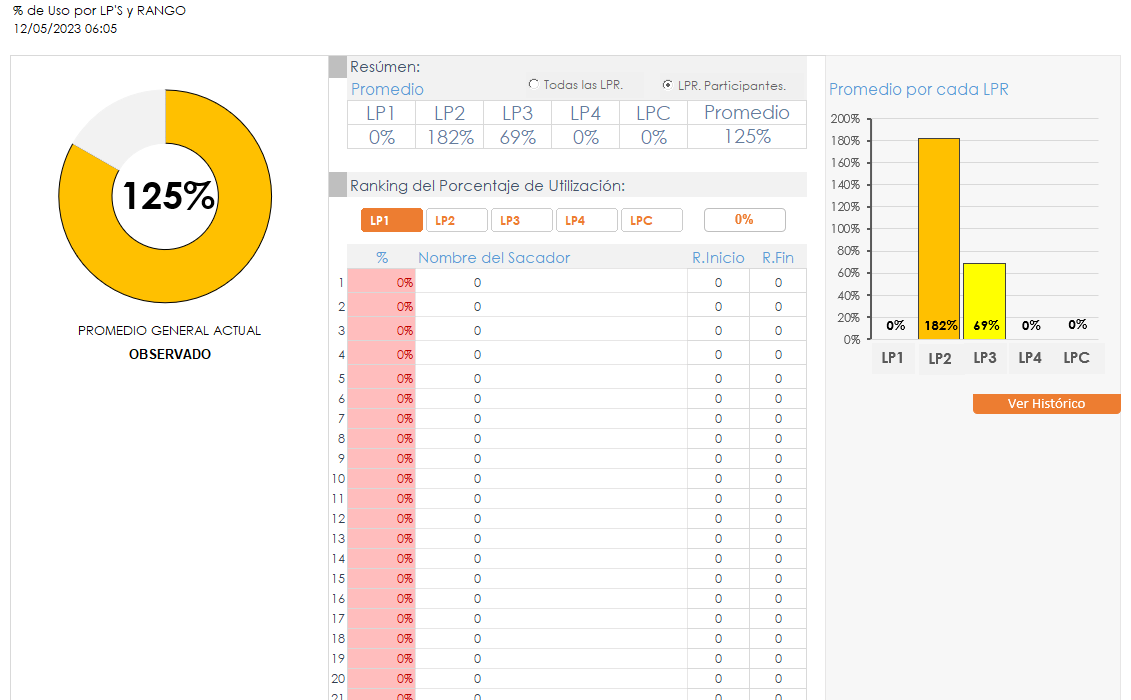 % de Uso por LP'S y RANGO
12/05/2023 06:05
125%
PROMEDIO GENERAL ACTUAL
OBSERVADO
Resúmen:
Promedio
Todas las LPR.
LPR. Participantes.
LP1 LP2 LP3 LP4 LPC Promedio
0% 182% 69% 0% 0% 125%
Ranking del Porcentaje de Utilización:
LP1 LP2 LP3 LP4 LPC 0%
% Nombre del Sacador R.Inicio R.Fin
1 0% 0 0 0
2 0% 0 0 0
3 0% 0 0 0
4 0% 0 0 0
5 0% 0 0 0
6 0% 0 0 0
7 0% 0 0 0
8 0% 0 0 0
9 0% 0 0 0
10 0% 0 0 0
11 0% 0 0 0
12 0% 0 0 0
13 0% 0 0 0
14 0% 0 0 0
15 0% 0 0 0
16 0% 0 0 0
17 0% 0 0 0
18 0% 0 0 0
19 0% 0 0 0
20 0% 0 0 0
21 0% 0 0 0
Promedio por cada LPR
200%
180%
160%
140%
120%
100%
80%
60%
40%
20%
0%
0% 182% 69% 0% 0%
LP1 LP2 LP3 LP4 LPC
Ver Histórico